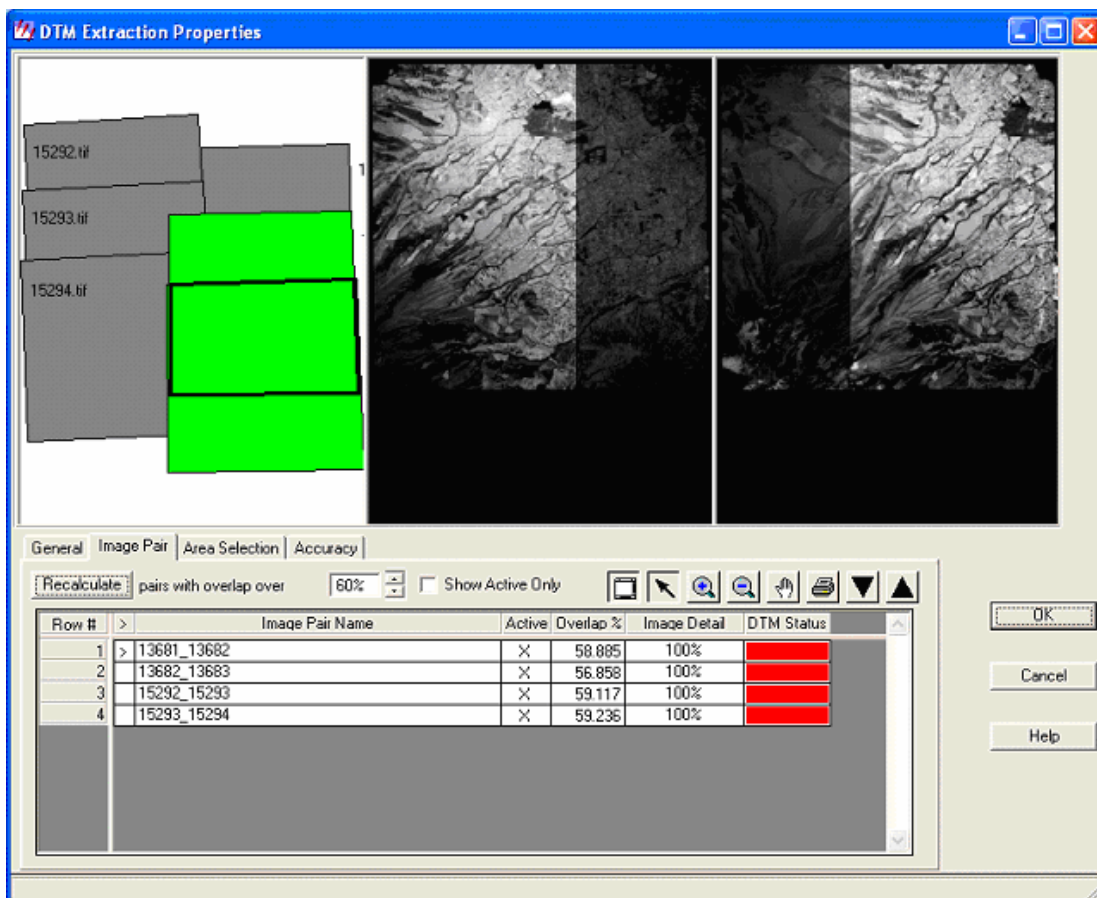 DTM Extraction Properties
15292.tif
15293.tif
15294.tif
General Image Pair Area Selection Accuracy
Recalculate pairs with overlap over 60% Show Active Only
Row # > Image Pair Name Active Overlap % Image Detail DTM Status
1 > 13681_13682 X 58.885 100%
2 13682_13683 X 56.858 100%
3 15292_15293 X 59.117 100%
4 15293_15294 X 59.236 100%
OK
Cancel
Help